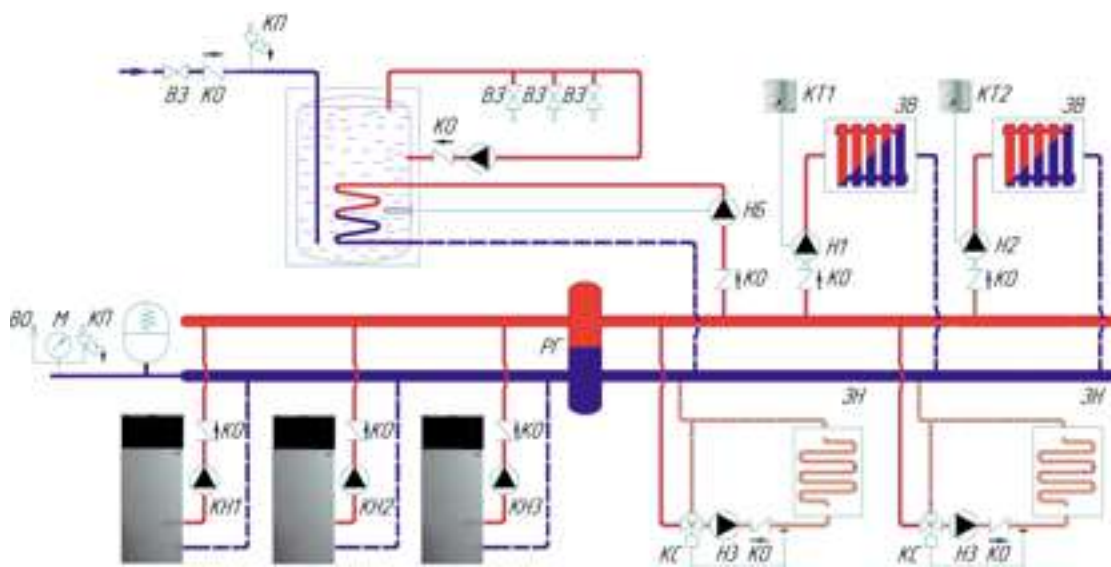 КП
ВЗ КО
ВЗ ВЗ ВЗ
КО
КТ1
ЗВ
КТ2
ЗВ
НБ
Н1
Н2
КО
КО
КО
ВО М КП
РГ
ЗН
ЗН
КО
КО
КО
КН1
КН2
КН3
КС НЗ КО
КС НЗ КО